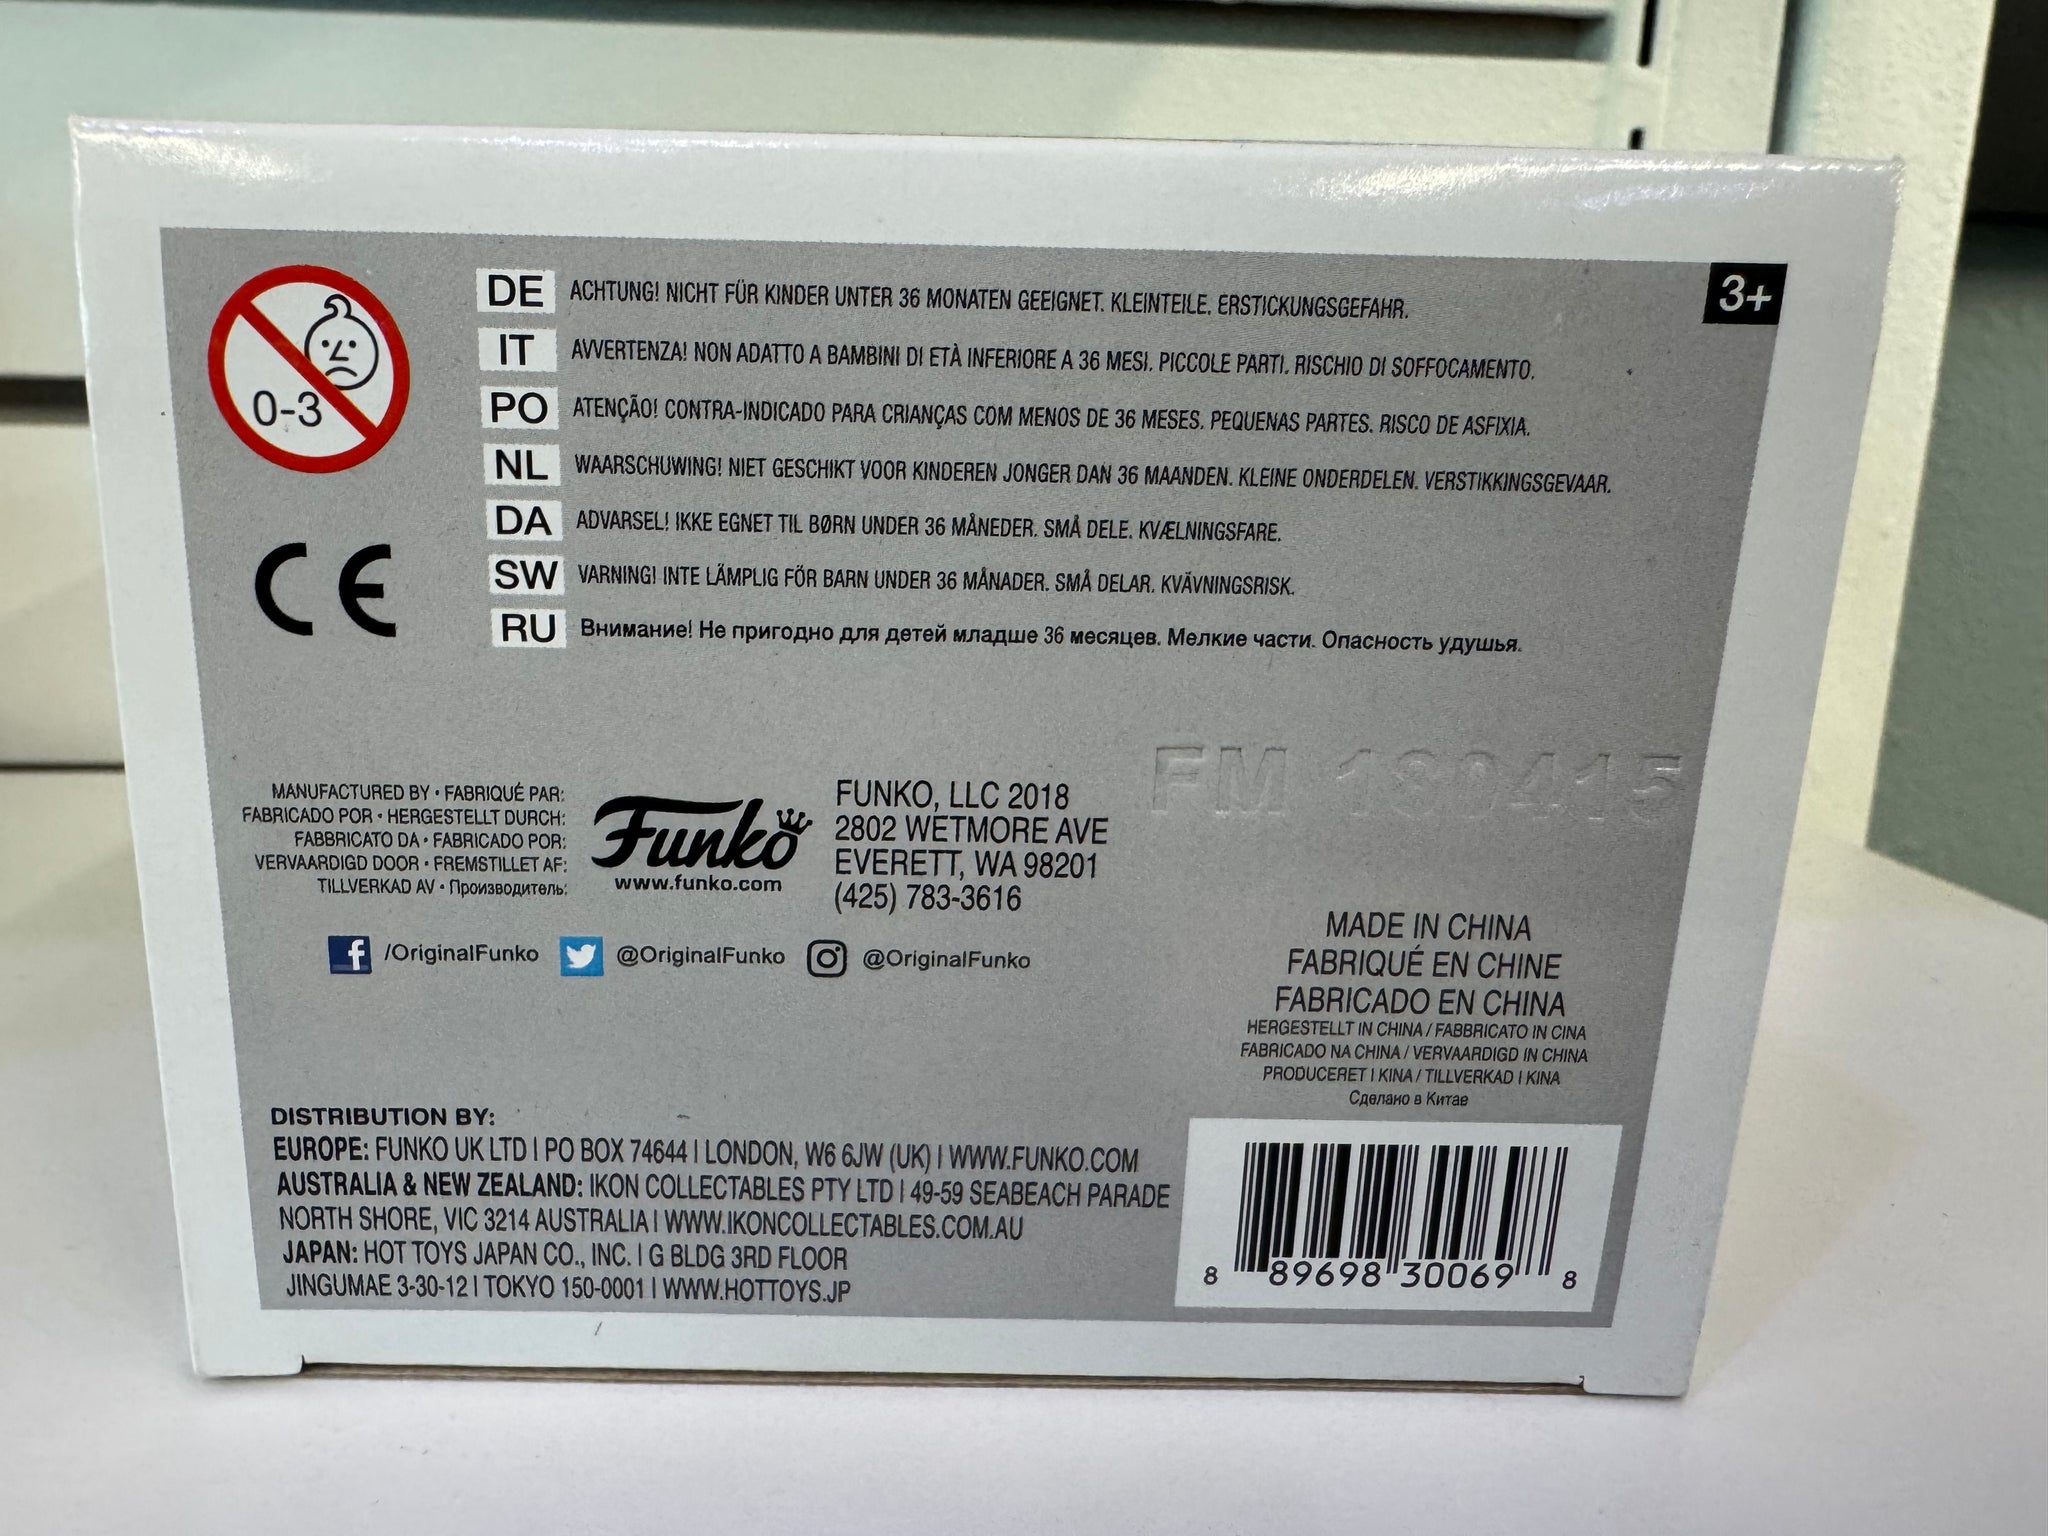 0-3
DE ACHTUNG! NICHT FÜR KINDER UNTER 36 MONATEN GEEIGNET. KLEINTEILE. ERSTICKUNGSGEFAHR.
3+
IT AVVERTENZA! NON ADATTO A BAMBINI DI ETÀ INFERIORE A 36 MESI. PICCOLE PARTI. RISCHIO DI SOFFOCAMENTO.
PO ATENÇÃO! CONTRA-INDICADO PARA CRIANÇAS COM MENOS DE 36 MESES. PEQUENAS PARTES. RISCO DE ASFIXIA.
NL WAARSCHUWING! NIET GESCHIKT VOOR KINDEREN JONGER DAN 36 MAANDEN. KLEINE ONDERDELEN. VERSTIKKINGSGEVAAR.
DA ADVARSEL! IKKE EGNET TIL BØRN UNDER 36 MÅNEDER. SMÅ DELE. KVÆLNINGSFARE.
SW VARNING! INTE LÄMPLIG FÖR BARN UNDER 36 MÅNADER. SMÅ DELAR. KVÄVNINGSRISK.
RU Внимание! Не пригодно для детей младше 36 месяцев. Мелкие части. Опасность удушья.
CE
FM 180415
MANUFACTURED BY • FABRIQUÉ PAR:
FABRICADO POR • HERGESTELLT DURCH:
FABBRICATO DA • FABRICADO POR:
VERVAARDIGD DOOR • FREMSTILLET AF:
TILLVERKAD AV • Производитель:
Funko
www.funko.com
FUNKO, LLC 2018
2802 WETMORE AVE
EVERETT, WA 98201
(425) 783-3616
/OriginalFunko @OriginalFunko @OriginalFunko
MADE IN CHINA
FABRIQUÉ EN CHINE
FABRICADO EN CHINA
HERGESTELLT IN CHINA / FABBRICATO IN CINA
FABRICADO NA CHINA / VERVAARDIGD IN CHINA
PRODUCERET I KINA / TILLVERKAD I KINA
Сделано в Китае
DISTRIBUTION BY:
EUROPE: FUNKO UK LTD | PO BOX 74644 | LONDON, W6 6JW (UK) | WWW.FUNKO.COM
AUSTRALIA & NEW ZEALAND: IKON COLLECTABLES PTY LTD | 49-59 SEABEACH PARADE
NORTH SHORE, VIC 3214 AUSTRALIA | WWW.IKONCOLLECTABLES.COM.AU
JAPAN: HOT TOYS JAPAN CO., INC. | G BLDG 3RD FLOOR
JINGUMAE 3-30-12 | TOKYO 150-0001 | WWW.HOTTOYS.JP
8 89698 30069 8